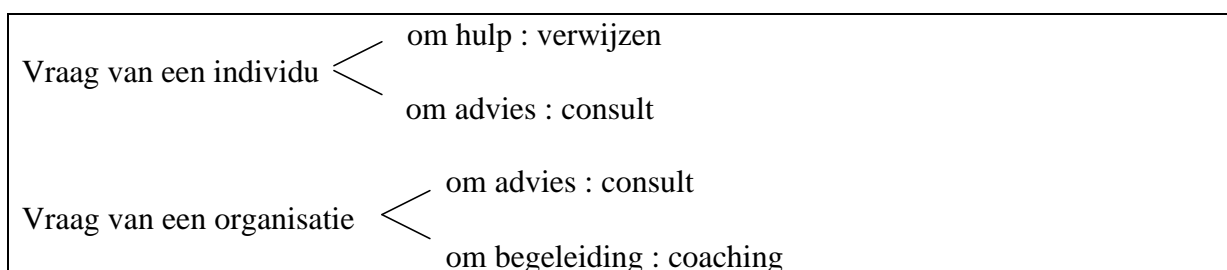 om hulp : verwijzen
Vraag van een individu
om advies : consult
om advies : consult
Vraag van een organisatie
om begeleiding : coaching